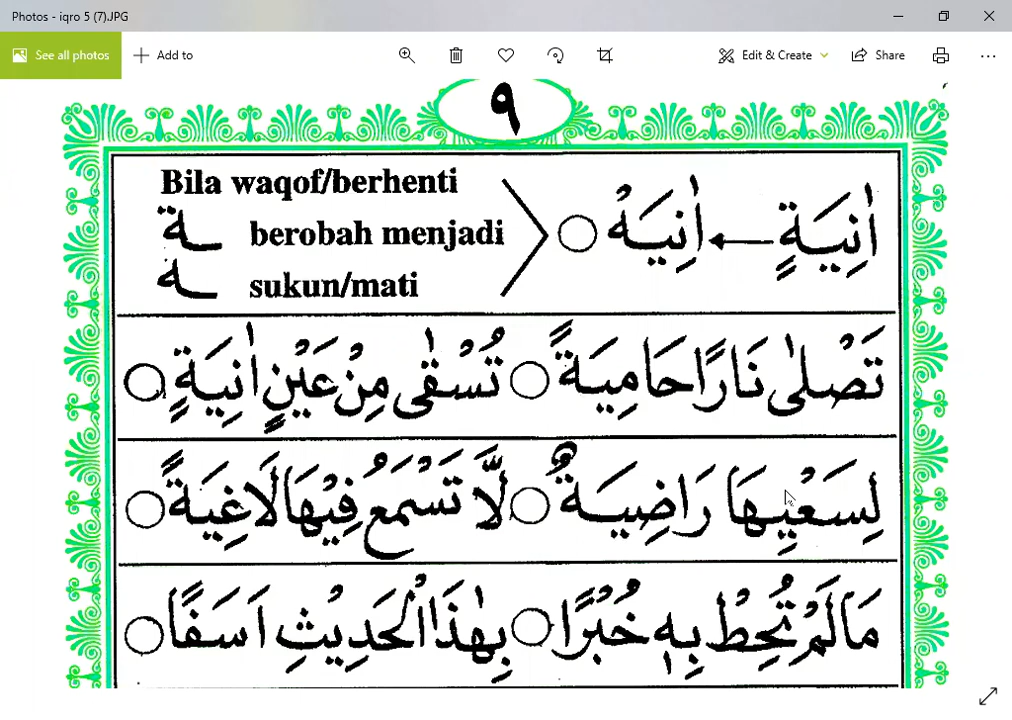 Photos - iqro 5 (7).JPG
See all photos
Add to
Edit & Create
Share
٩
اٰنِيَةٍ ← اٰنِيَهْ ○
Bila waqof/berhenti
ـة berobah menjadi
ـه sukun/mati
تَصْلٰى نَارًا حَامِيَةً ○ تُسْقٰى مِنْ عَيْنٍ اٰنِيَةٍ ○
لِسَعْيِهَا رَاضِيَةٌ ○ لَّا تَسْمَعُ فِيْهَا لَاغِيَةً ○
مَا لَمْ تُحِطْ بِهٖ خُبْرًا ○ بِهٰذَا الْحَدِيْثِ اَسَفًا ○